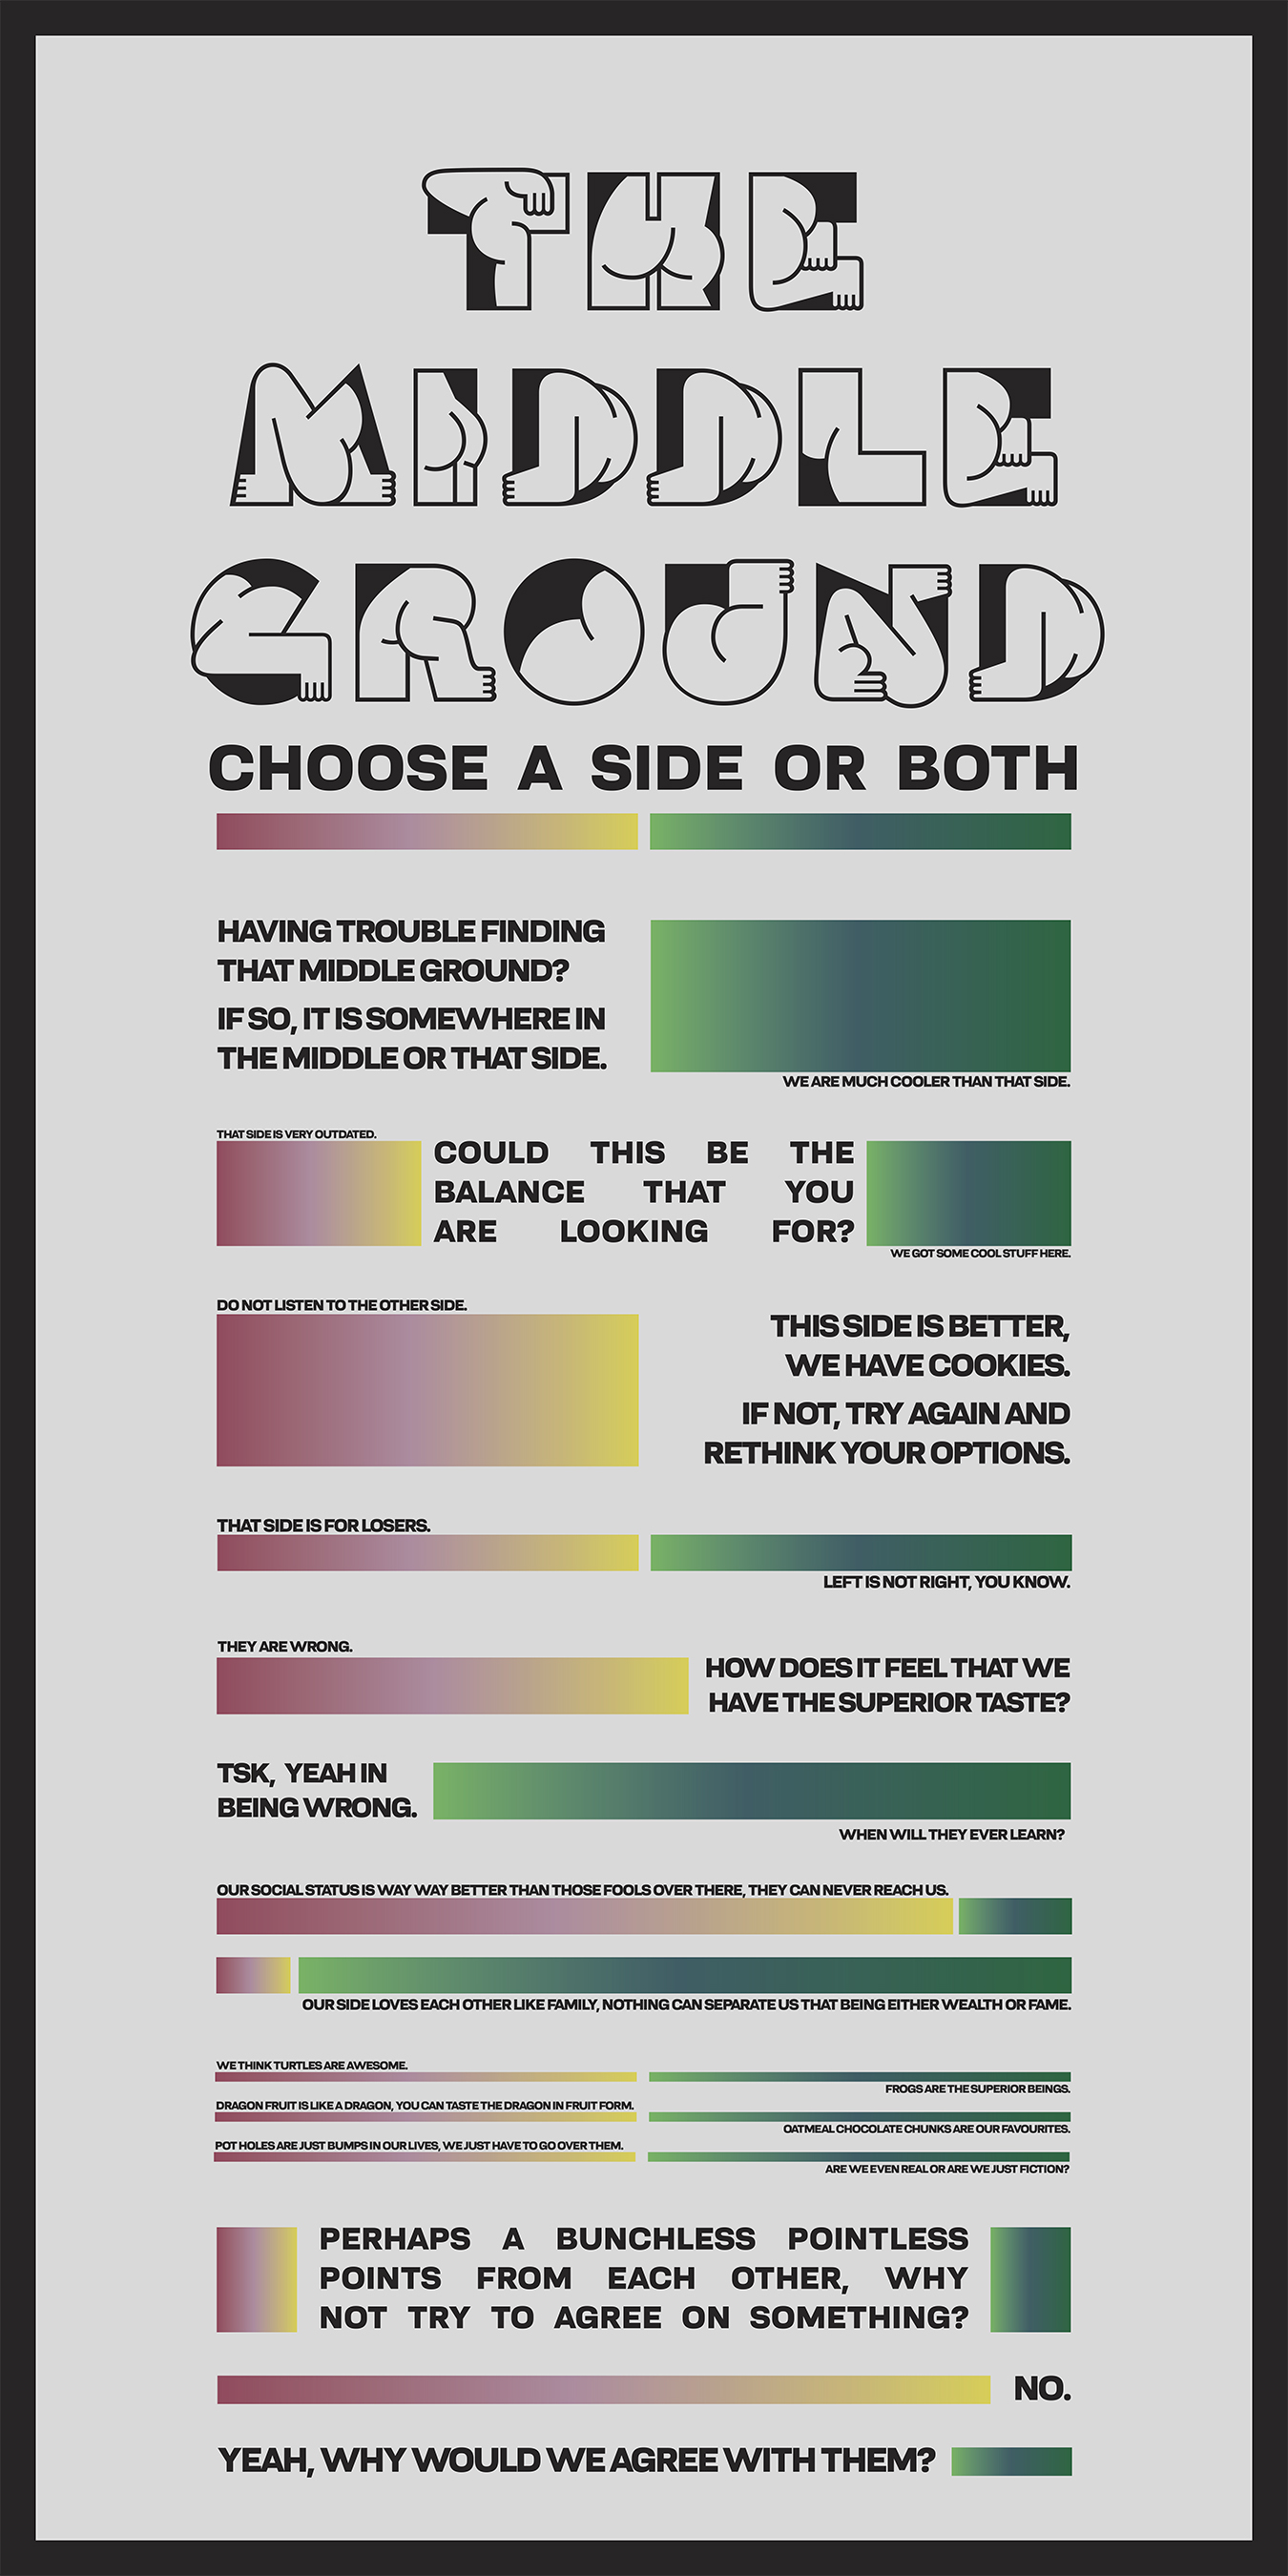 THE
MIDDLE
GROUND
CHOOSE A SIDE OR BOTH
HAVING TROUBLE FINDING
THAT MIDDLE GROUND?
IF SO, IT IS SOMEWHERE IN
THE MIDDLE OR THAT SIDE.
WE ARE MUCH COOLER THAN THAT SIDE.
THAT SIDE IS VERY OUTDATED.
COULD THIS BE THE
BALANCE THAT YOU
ARE LOOKING FOR?
WE GOT SOME COOL STUFF HERE.
DO NOT LISTEN TO THE OTHER SIDE.
THIS SIDE IS BETTER,
WE HAVE COOKIES.
IF NOT, TRY AGAIN AND
RETHINK YOUR OPTIONS.
THAT SIDE IS FOR LOSERS.
LEFT IS NOT RIGHT, YOU KNOW.
THEY ARE WRONG.
HOW DOES IT FEEL THAT WE
HAVE THE SUPERIOR TASTE?
TSK, YEAH IN
BEING WRONG.
WHEN WILL THEY EVER LEARN?
OUR SOCIAL STATUS IS WAY WAY BETTER THAN THOSE FOOLS OVER THERE, THEY CAN NEVER REACH US.
OUR SIDE LOVES EACH OTHER LIKE FAMILY, NOTHING CAN SEPARATE US THAT BEING EITHER WEALTH OR FAME.
WE THINK TURTLES ARE AWESOME.
FROGS ARE THE SUPERIOR BEINGS.
DRAGON FRUIT IS LIKE A DRAGON, YOU CAN TASTE THE DRAGON IN FRUIT FORM.
OATMEAL CHOCOLATE CHUNKS ARE OUR FAVOURITES.
POT HOLES ARE JUST BUMPS IN OUR LIVES, WE JUST HAVE TO GO OVER THEM.
ARE WE EVEN REAL OR ARE WE JUST FICTION?
PERHAPS A BUNCHLESS POINTLESS
POINTS FROM EACH OTHER, WHY
NOT TRY TO AGREE ON SOMETHING?
NO.
YEAH, WHY WOULD WE AGREE WITH THEM?